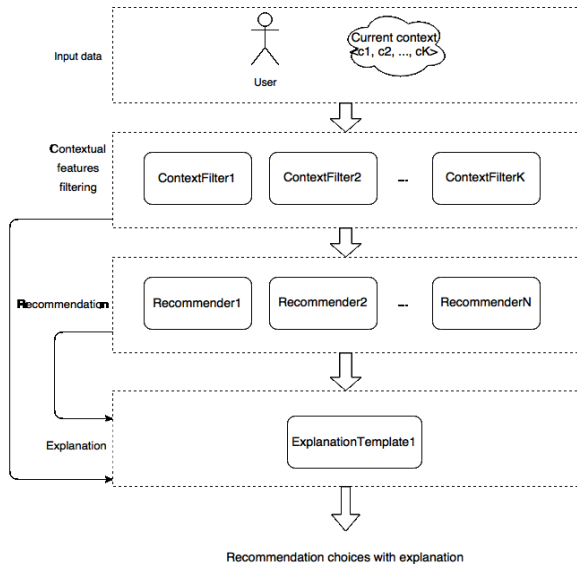 Input data
User
Current context
<c1, c2, ..., cK>
Contextual
features
filtering
ContextFilter1
ContextFilter2
...
ContextFilterK
Recommendation
Recommender1
Recommender2
...
RecommenderN
Explanation
ExplanationTemplate1
Recommendation choices with explanation